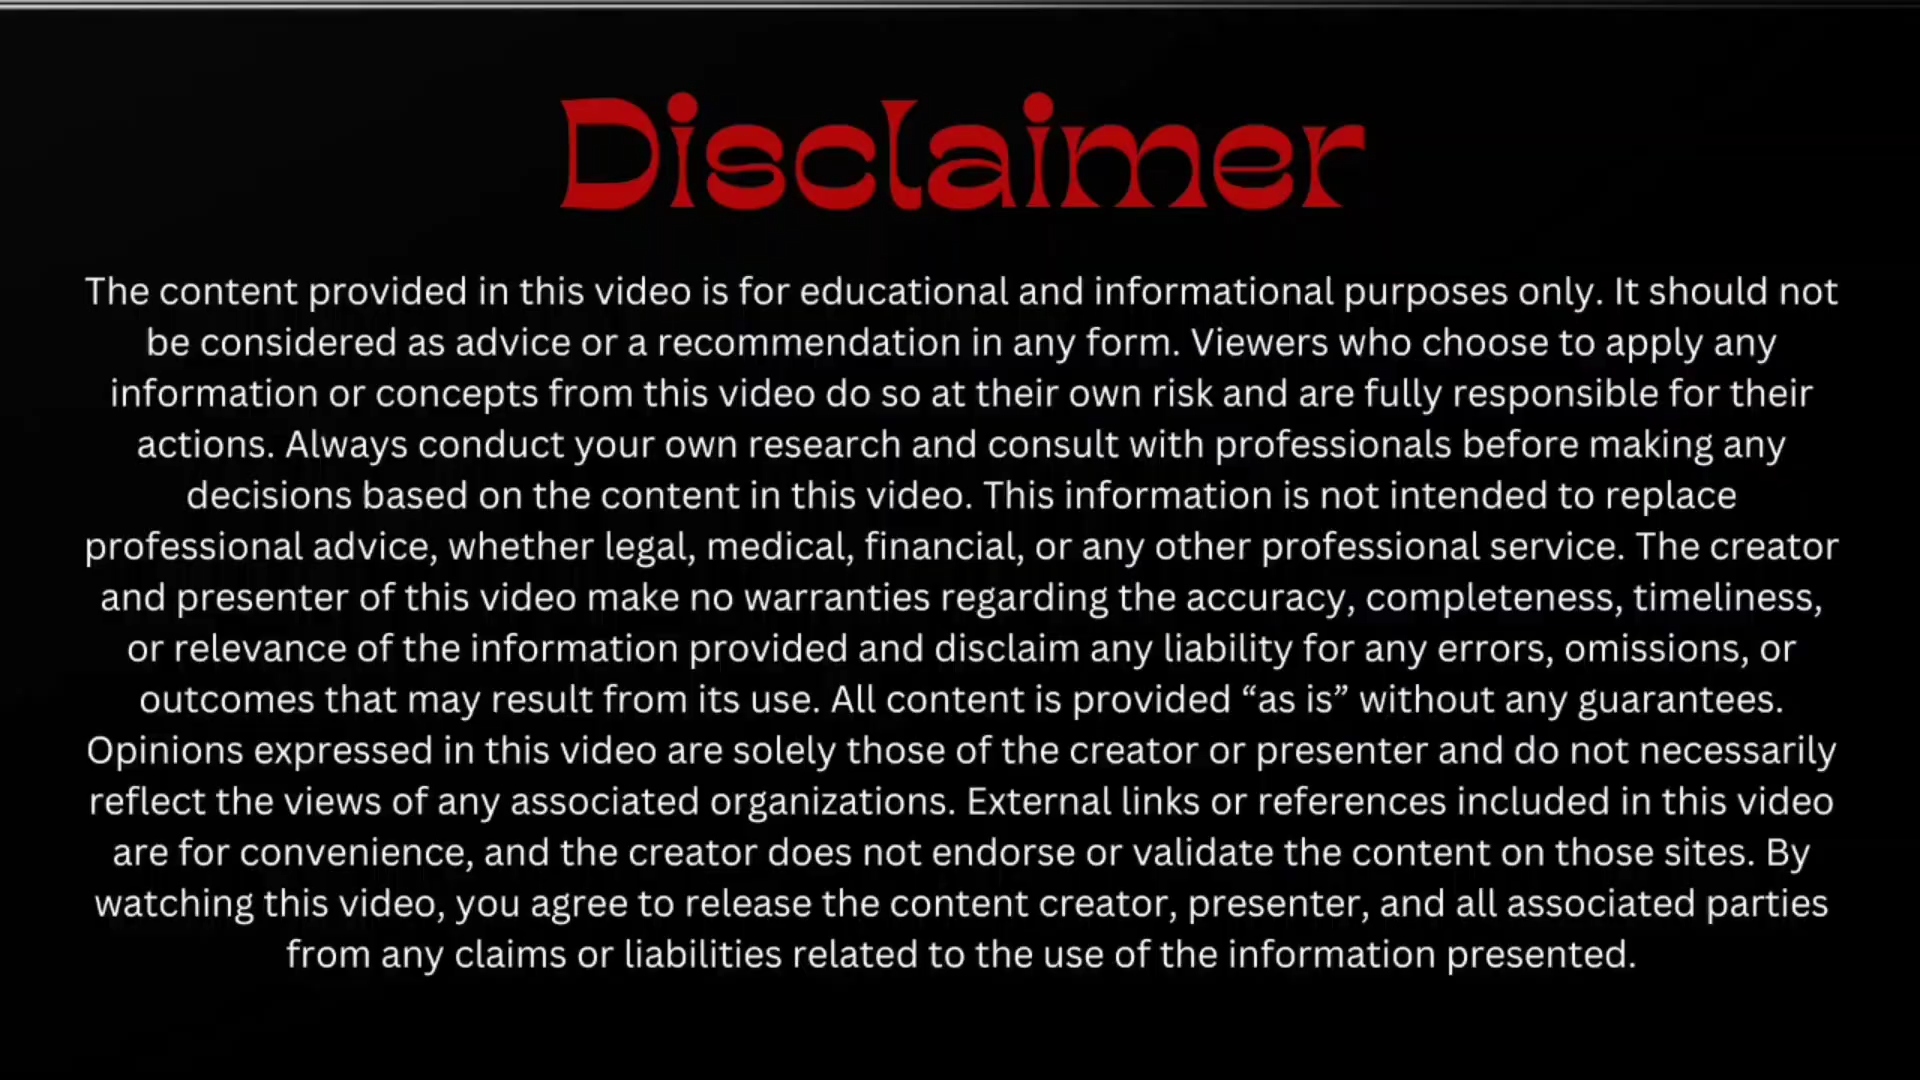 Disclaimer
The content provided in this video is for educational and informational purposes only. It should not
be considered as advice or a recommendation in any form. Viewers who choose to apply any
information or concepts from this video do so at their own risk and are fully responsible for their
actions. Always conduct your own research and consult with professionals before making any
decisions based on the content in this video. This information is not intended to replace
professional advice, whether legal, medical, financial, or any other professional service. The creator
and presenter of this video make no warranties regarding the accuracy, completeness, timeliness,
or relevance of the information provided and disclaim any liability for any errors, omissions, or
outcomes that may result from its use. All content is provided “as is” without any guarantees.
Opinions expressed in this video are solely those of the creator or presenter and do not necessarily
reflect the views of any associated organizations. External links or references included in this video
are for convenience, and the creator does not endorse or validate the content on those sites. By
watching this video, you agree to release the content creator, presenter, and all associated parties
from any claims or liabilities related to the use of the information presented.